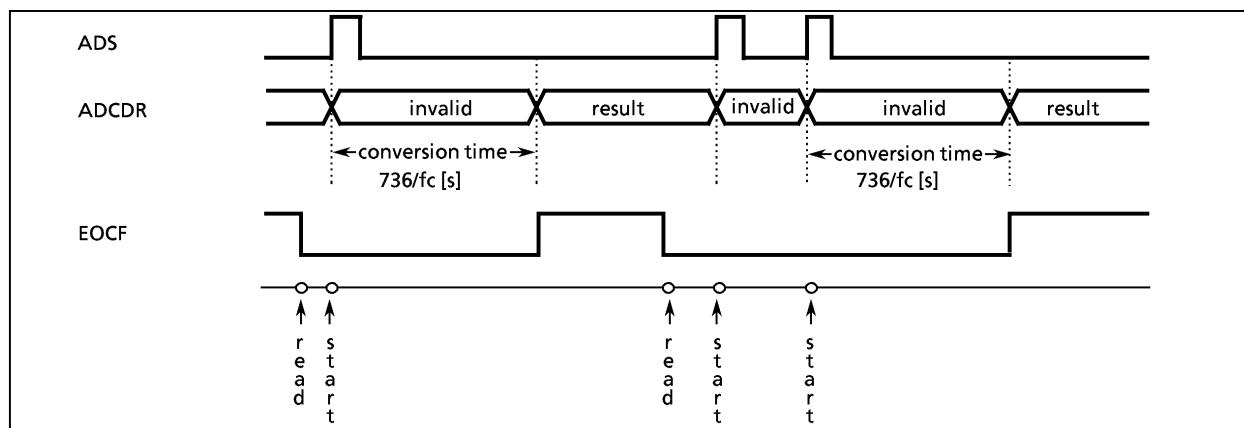 ADS
ADCDR
invalid
result
invalid
invalid
result
conversion time
736/fc [s]
conversion time
736/fc [s]
EOCF
read
start
read
start
start